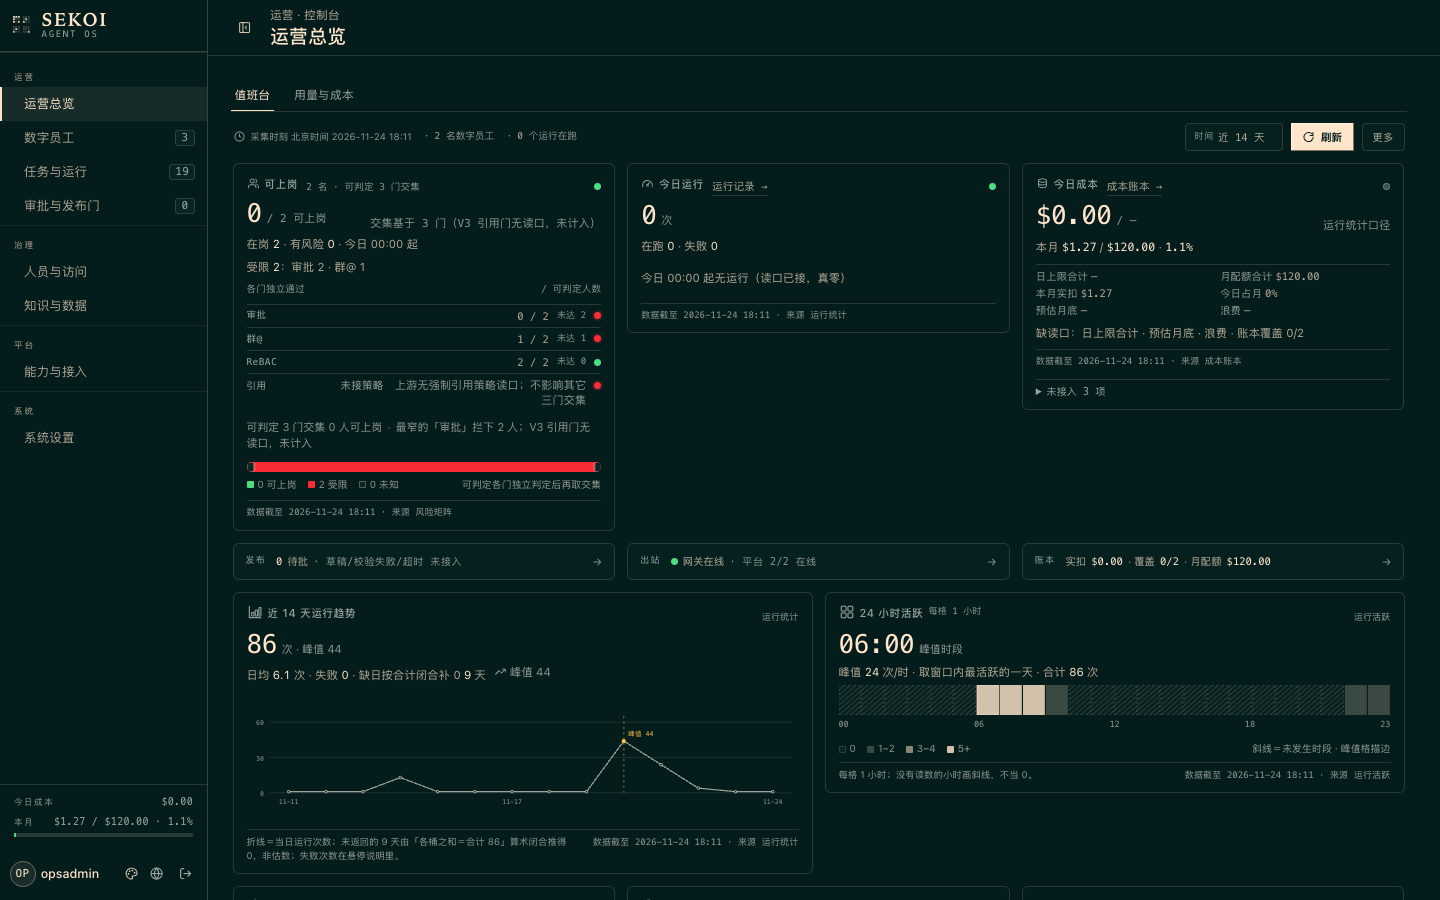 SEKOI
AGENT OS
运营
运营总览
数字员工 3
任务与运行 19
审批与发布门 0
治理
人员与访问
知识与数据
平台
能力与接入
系统
系统设置
今日成本 $0.00
本月 $1.27 / $120.00 · 1.1%
OP opsadmin
运营 · 控制台
运营总览
值班台 用量与成本
采集时刻 北京时间 2026-11-24 18:11 · 2 名数字员工 · 0 个运行在跑
时间 近 14 天 刷新 更多
可上岗 2 名 · 可判定 3 门交集
0 / 2 可上岗 交集基于 3 门 (V3 引用门无读口，未计入)
在岗 2 · 有风险 0 · 今日 00:00 起
受限 2：审批 2 · 群@ 1
各门独立通过 / 可判定人数
审批 0 / 2 未达 2
群@ 1 / 2 未达 1
ReBAC 2 / 2 未达 0
引用 未接策略 上游无强制引用策略读口；不影响其它
三门交集
可判定 3 门交集 0 人可上岗 · 最窄的「审批」拦下 2 人；V3 引用门无
读口，未计入
0 可上岗 2 受限 0 未知 可判定各门独立判定后再取交集
数据截至 2026-11-24 18:11 · 来源 风险矩阵
今日运行 运行记录 →
0 次
在跑 0 · 失败 0
今日 00:00 起无运行（读口已接，真零）
数据截至 2026-11-24 18:11 · 来源 运行统计
今日成本 成本账本 →
$0.00 / — 运行统计口径
本月 $1.27 / $120.00 · 1.1%
日上限合计 — 月配额合计 $120.00
本月实扣 $1.27 今日占月 0%
预估月底 — 浪费 —
缺读口：日上限合计 · 预估月底 · 浪费 · 账本覆盖 0/2
数据截至 2026-11-24 18:11 · 来源 成本账本
▶ 未接入 3 项
发布 0 待批 · 草稿/校验失败/超时 未接入 →
出站 网关在线 · 平台 2/2 在线 →
账本 实扣 $0.00 · 覆盖 0/2 · 月配额 $120.00 →
近 14 天运行趋势 运行统计
86 次 · 峰值 44
日均 6.1 次 · 失败 0 · 缺日按合计闭合补 0 9 天 峰值 44
60
峰值 44
30
0
11-11 11-17 11-24
折线＝当日运行次数；未返回的 9 天由「各桶之和＝合计 86」算术闭合推得
0，非估数；失败次数在悬停说明里。
数据截至 2026-11-24 18:11 · 来源 运行统计
24 小时活跃 每格 1 小时 运行活跃
06:00 峰值时段
峰值 24 次/时 · 取窗口内最活跃的一天 · 合计 86 次
00 06 12 18 23
0 1-2 3-4 5+ 斜线＝未发生时段 · 峰值格描边
每格 1 小时；没有读数的小时画斜线，不当 0。 数据截至 2026-11-24 18:11 · 来源 运行活跃